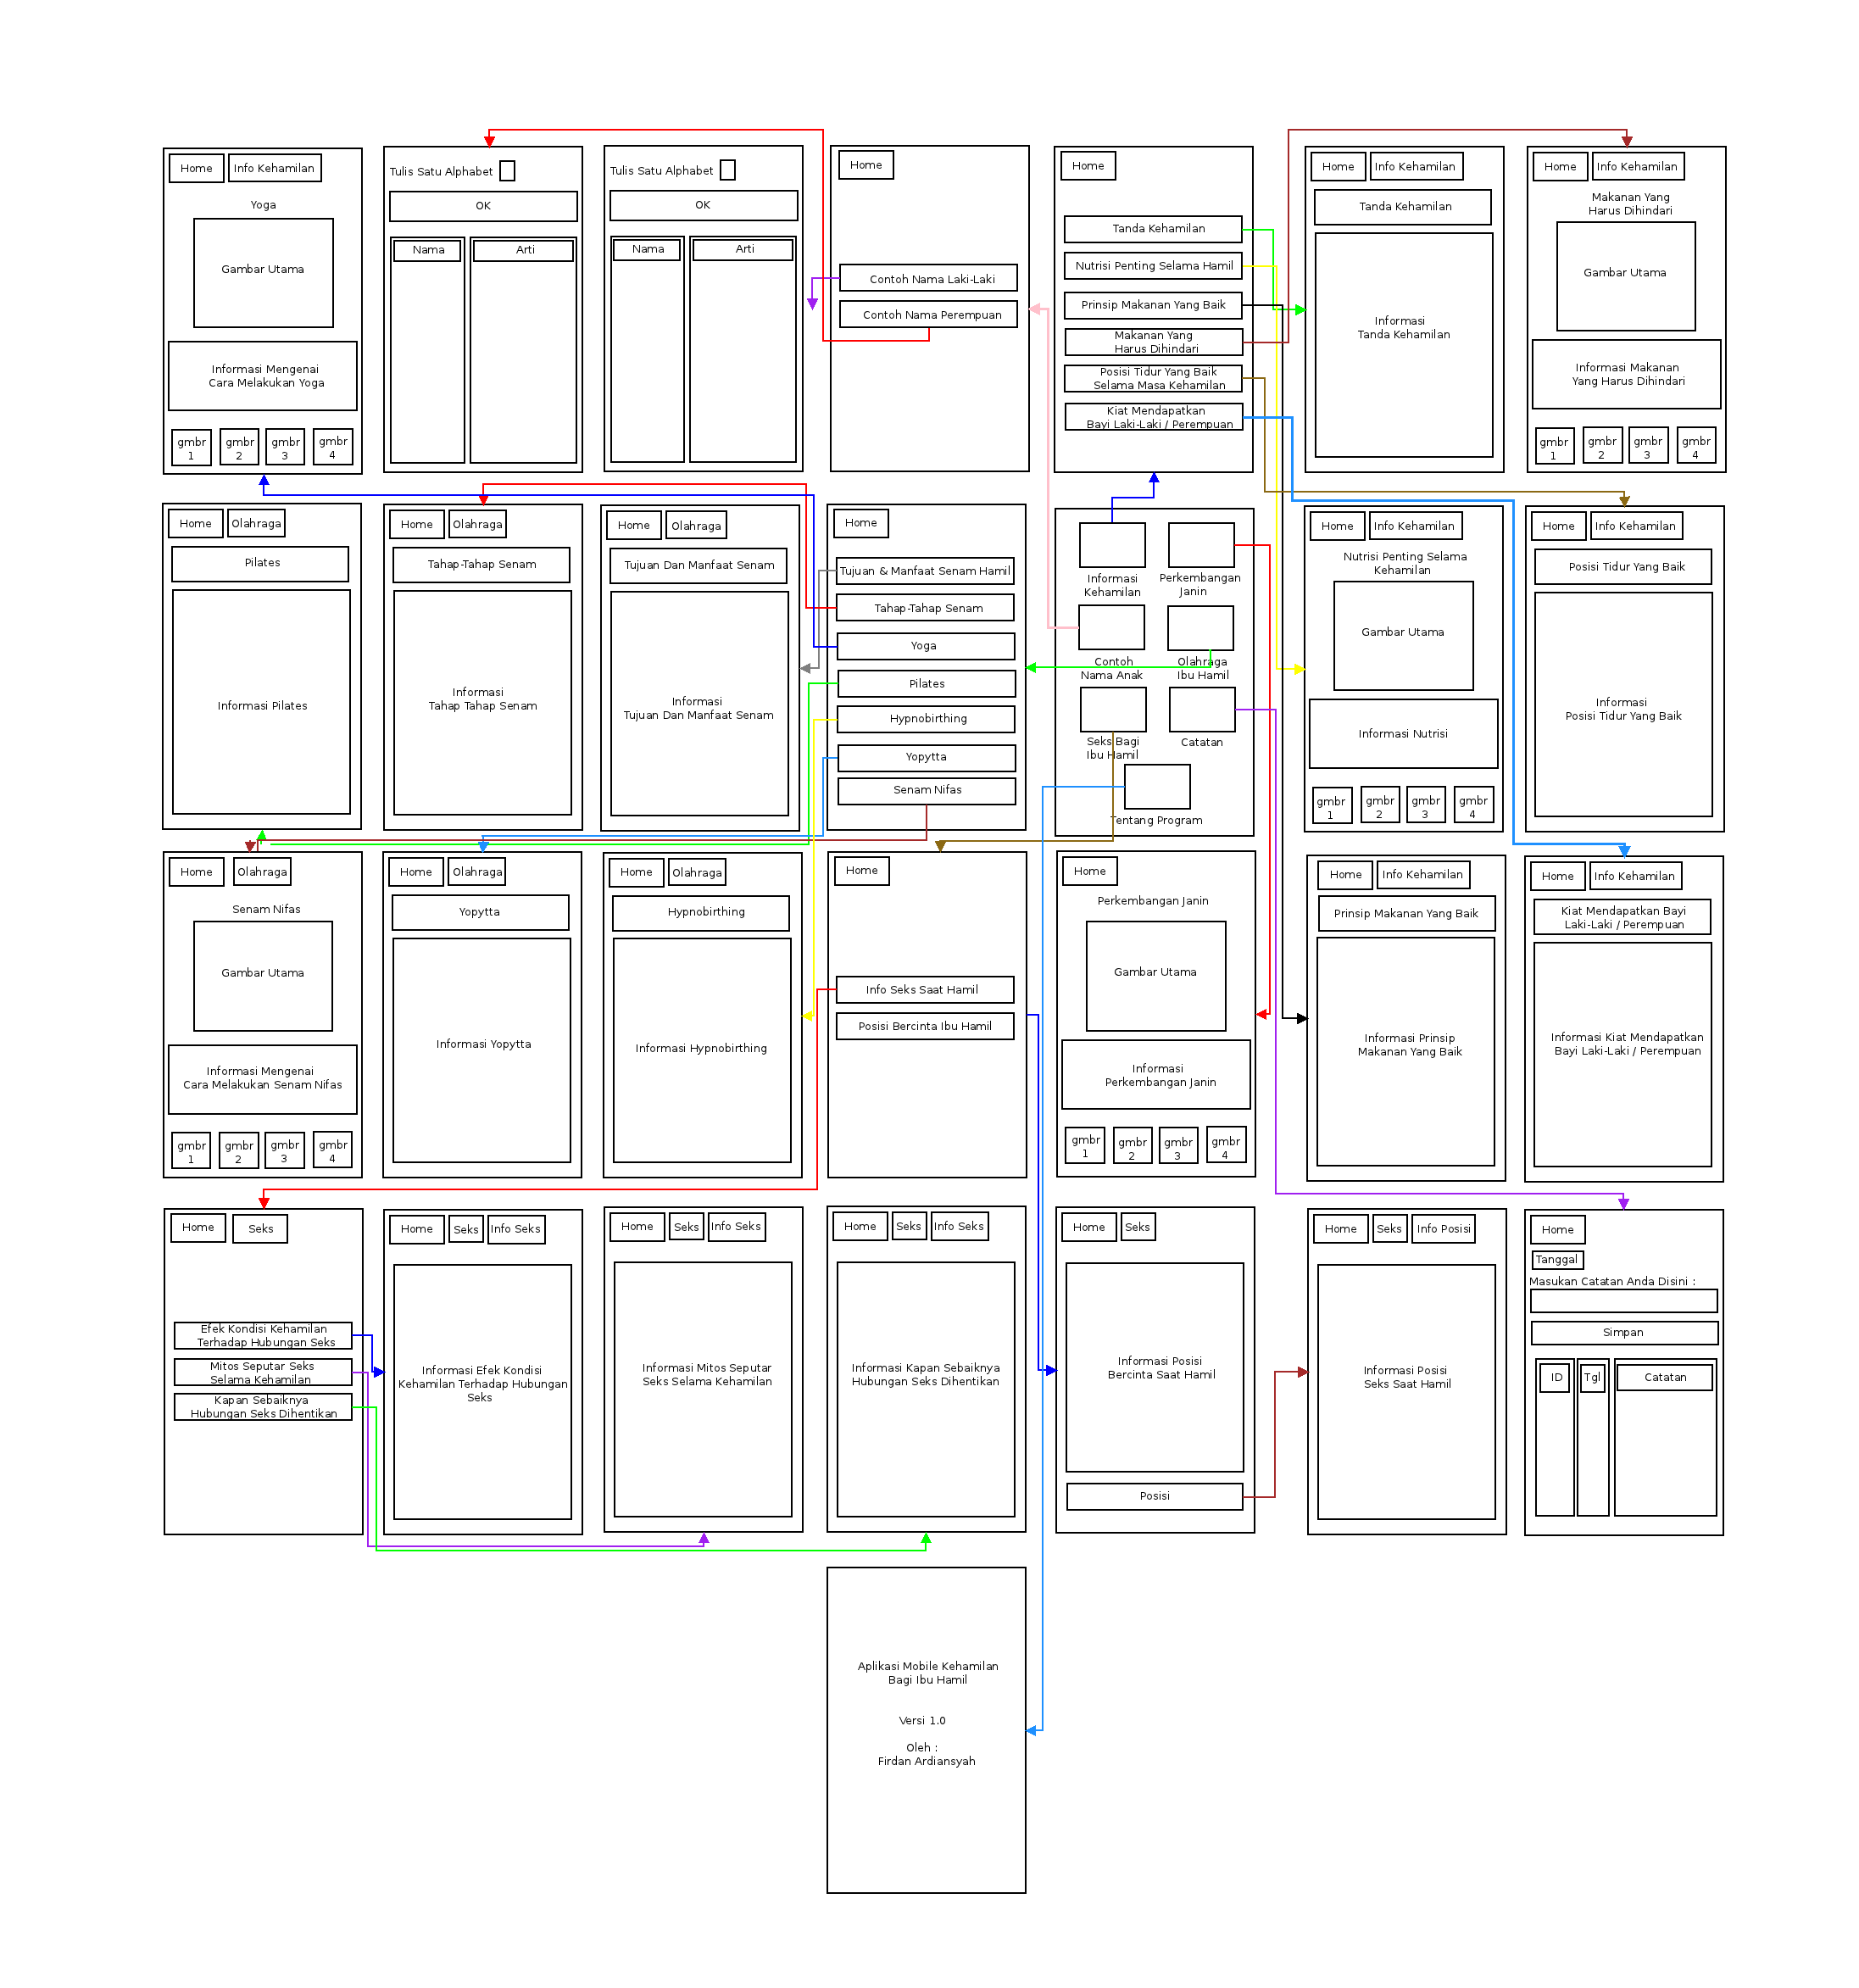 Home
Info Kehamilan
Yoga
Gambar Utama
Informasi Mengenai
Cara Melakukan Yoga
gmbr
1
gmbr
2
gmbr
3
gmbr
4
Tulis Satu Alphabet
OK
Nama
Arti
Tulis Satu Alphabet
OK
Nama
Arti
Home
Contoh Nama Laki-Laki
Contoh Nama Perempuan
Home
Tanda Kehamilan
Nutrisi Penting Selama Hamil
Prinsip Makanan Yang Baik
Makanan Yang
Harus Dihindari
Posisi Tidur Yang Baik
Selama Masa Kehamilan
Kiat Mendapatkan
Bayi Laki-Laki / Perempuan
Home
Info Kehamilan
Tanda Kehamilan
Informasi
Tanda Kehamilan
Home
Info Kehamilan
Makanan Yang
Harus Dihindari
Gambar Utama
Informasi Makanan
Yang Harus Dihindari
gmbr
1
gmbr
2
gmbr
3
gmbr
4
Home
Olahraga
Pilates
Informasi Pilates
Home
Olahraga
Tahap-Tahap Senam
Informasi
Tahap Tahap Senam
Home
Olahraga
Tujuan Dan Manfaat Senam
Informasi
Tujuan Dan Manfaat Senam
Home
Tujuan & Manfaat Senam Hamil
Tahap-Tahap Senam
Yoga
Pilates
Hypnobirthing
Yopytta
Senam Nifas
Informasi
Kehamilan
Perkembangan
Janin
Contoh
Nama Anak
Olahraga
Ibu Hamil
Seks Bagi
Ibu Hamil
Catatan
Tentang Program
Home
Info Kehamilan
Nutrisi Penting Selama
Kehamilan
Gambar Utama
Informasi Nutrisi
gmbr
1
gmbr
2
gmbr
3
gmbr
4
Home
Info Kehamilan
Posisi Tidur Yang Baik
Informasi
Posisi Tidur Yang Baik
Home
Olahraga
Senam Nifas
Gambar Utama
Informasi Mengenai
Cara Melakukan Senam Nifas
gmbr
1
gmbr
2
gmbr
3
gmbr
4
Home
Olahraga
Yopytta
Informasi Yopytta
Home
Olahraga
Hypnobirthing
Informasi Hypnobirthing
Home
Info Seks Saat Hamil
Posisi Bercinta Ibu Hamil
Home
Perkembangan Janin
Gambar Utama
Informasi
Perkembangan Janin
gmbr
1
gmbr
2
gmbr
3
gmbr
4
Home
Info Kehamilan
Prinsip Makanan Yang Baik
Informasi Prinsip
Makanan Yang Baik
Home
Info Kehamilan
Kiat Mendapatkan Bayi
Laki-Laki / Perempuan
Informasi Kiat Mendapatkan
Bayi Laki-Laki / Perempuan
Home
Seks
Efek Kondisi Kehamilan
Terhadap Hubungan Seks
Mitos Seputar Seks
Selama Kehamilan
Kapan Sebaiknya
Hubungan Seks Dihentikan
Home
Seks
Info Seks
Informasi Efek Kondisi
Kehamilan Terhadap Hubungan
Seks
Home
Seks
Info Seks
Informasi Mitos Seputar
Seks Selama Kehamilan
Home
Seks
Info Seks
Informasi Kapan Sebaiknya
Hubungan Seks Dihentikan
Home
Seks
Informasi Posisi
Bercinta Saat Hamil
Posisi
Home
Seks
Info Posisi
Informasi Posisi
Seks Saat Hamil
Home
Tanggal
Masukan Catatan Anda Disini :
Simpan
ID
Tgl
Catatan
Aplikasi Mobile Kehamilan
Bagi Ibu Hamil
Versi 1.0
Oleh :
Firdan Ardiansyah